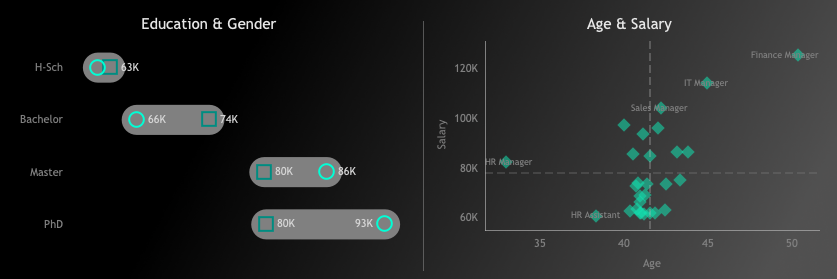 Education & Gender
H-Sch 63K
Bachelor 66K 74K
Master 80K 86K
PhD 80K 93K
Age & Salary
Salary
120K
100K
80K
60K
Finance Manager
IT Manager
Sales Manager
HR Manager
HR Assistant
35 40 45 50
Age